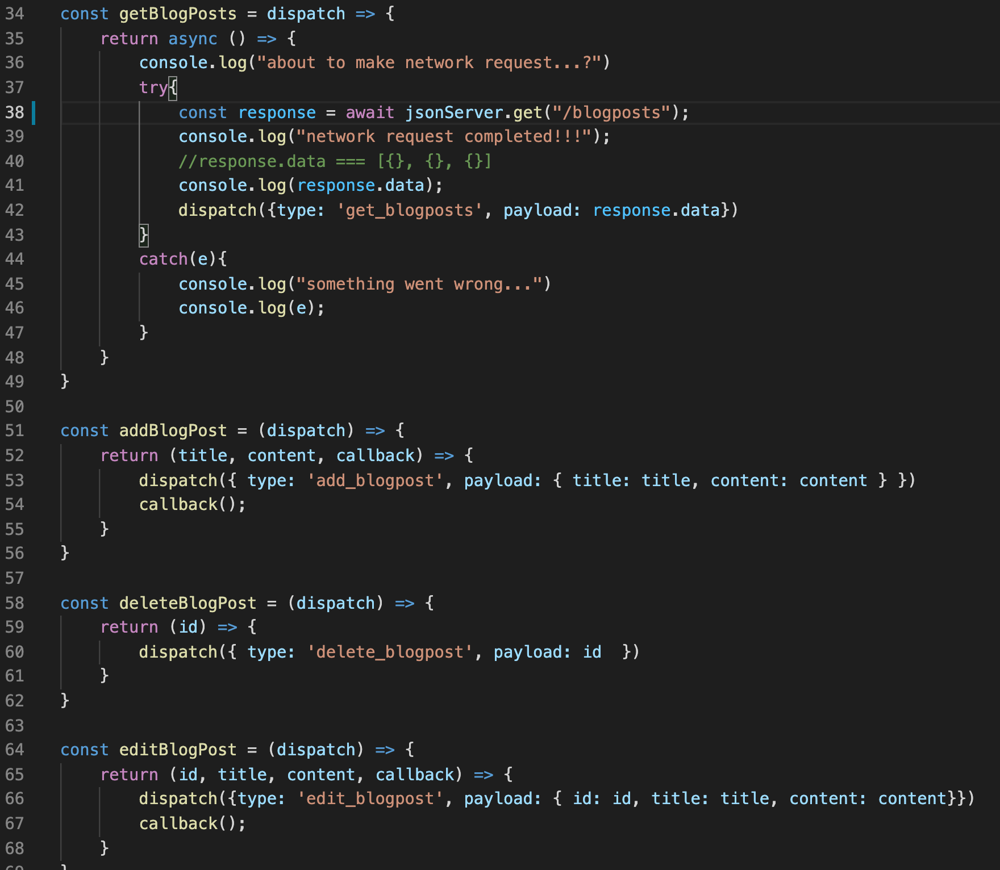 34 const getBlogPosts = dispatch => {
35 return async () => {
36 console.log("about to make network request...?")
37 try{
38 const response = await jsonServer.get("/blogposts");
39 console.log("network request completed!!!");
40 //response.data === [{}, {}, {}]
41 console.log(response.data);
42 dispatch({type: 'get_blogposts', payload: response.data})
43 }
44 catch(e){
45 console.log("something went wrong...")
46 console.log(e);
47 }
48 }
49 }
50
51 const addBlogPost = (dispatch) => {
52 return (title, content, callback) => {
53 dispatch({ type: 'add_blogpost', payload: { title: title, content: content } })
54 callback();
55 }
56 }
57
58 const deleteBlogPost = (dispatch) => {
59 return (id) => {
60 dispatch({ type: 'delete_blogpost', payload: id  })
61 }
62 }
63
64 const editBlogPost = (dispatch) => {
65 return (id, title, content, callback) => {
66 dispatch({type: 'edit_blogpost', payload: { id: id, title: title, content: content}})
67 callback();
68 }